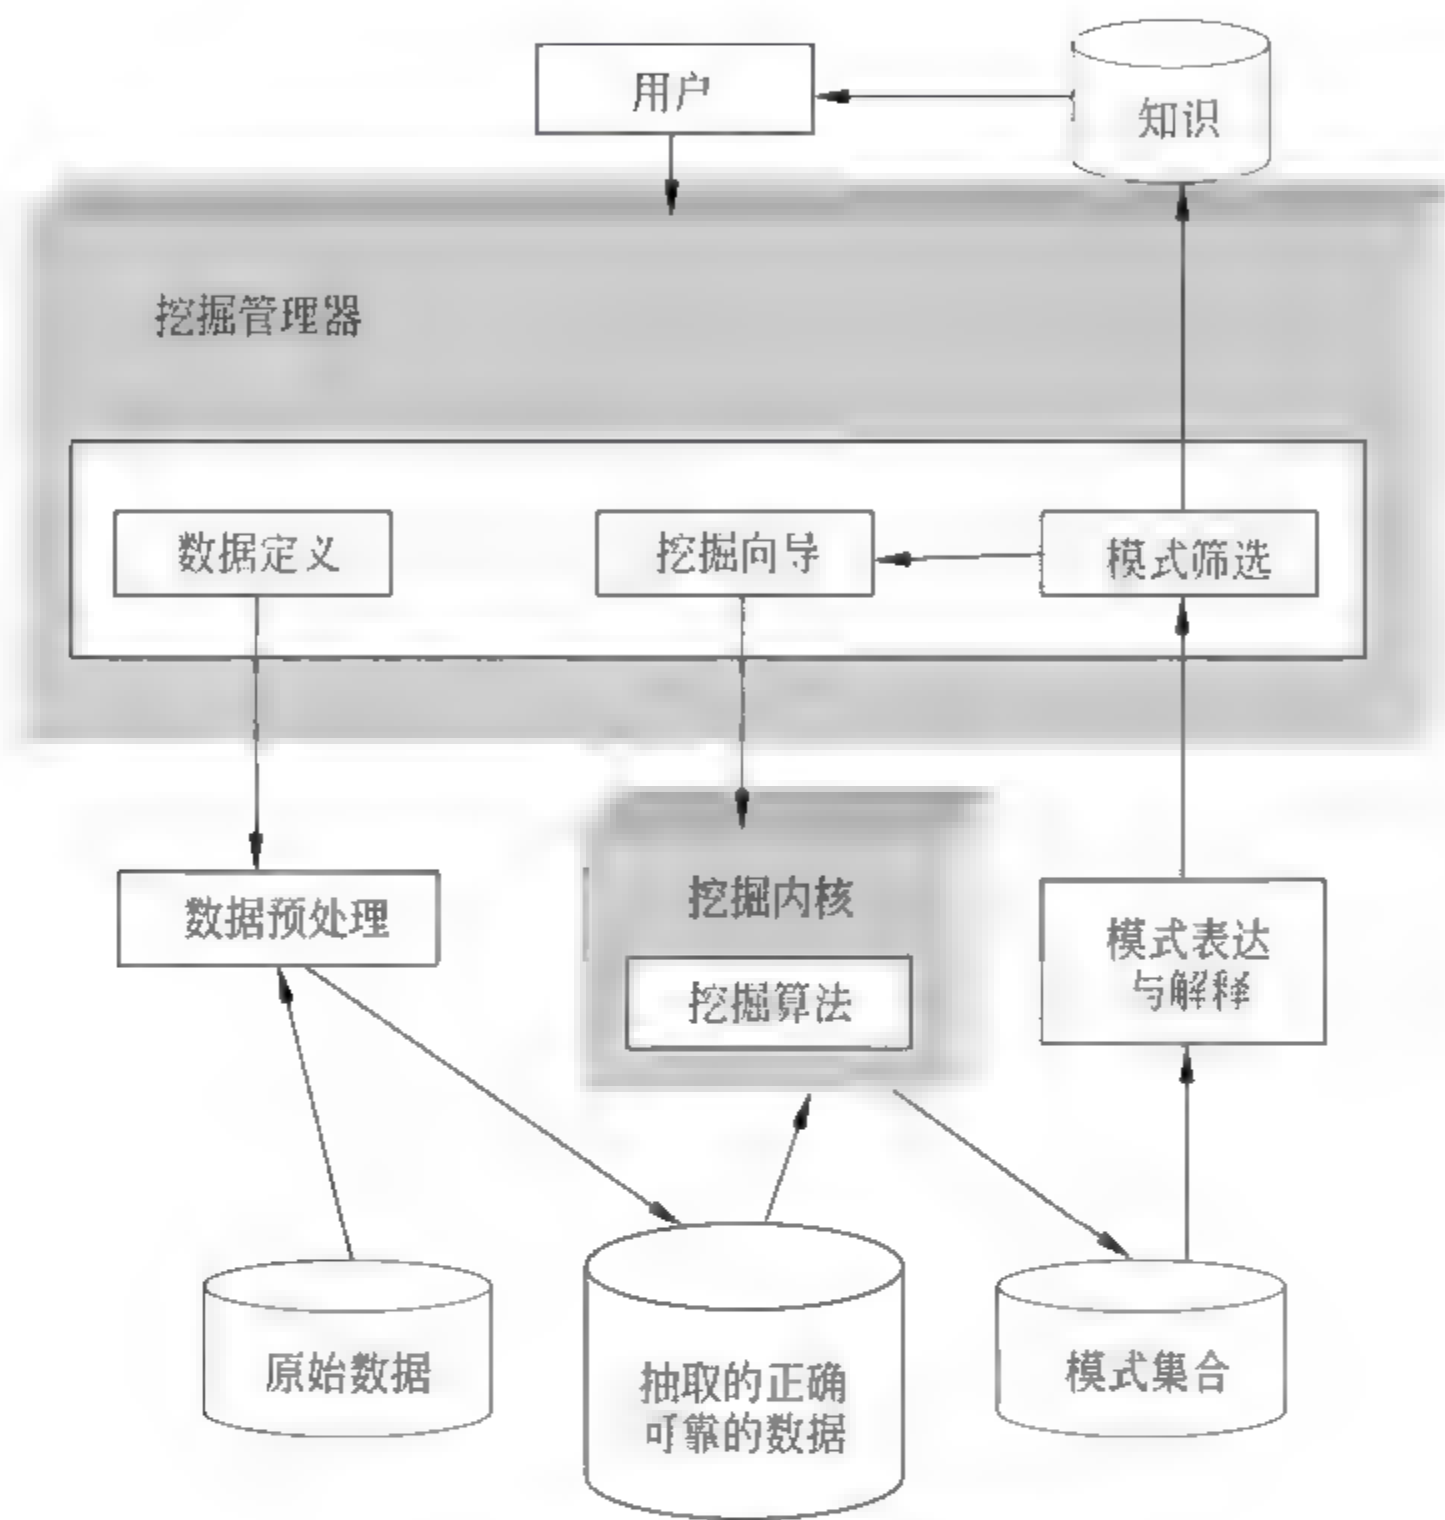 用户
知识
挖掘管理器
数据定义
挖掘向导
模式筛选
数据预处理
挖掘内核
挖掘算法
模式表达
与解释
原始数据
抽取的正确
可靠的数据
模式集合